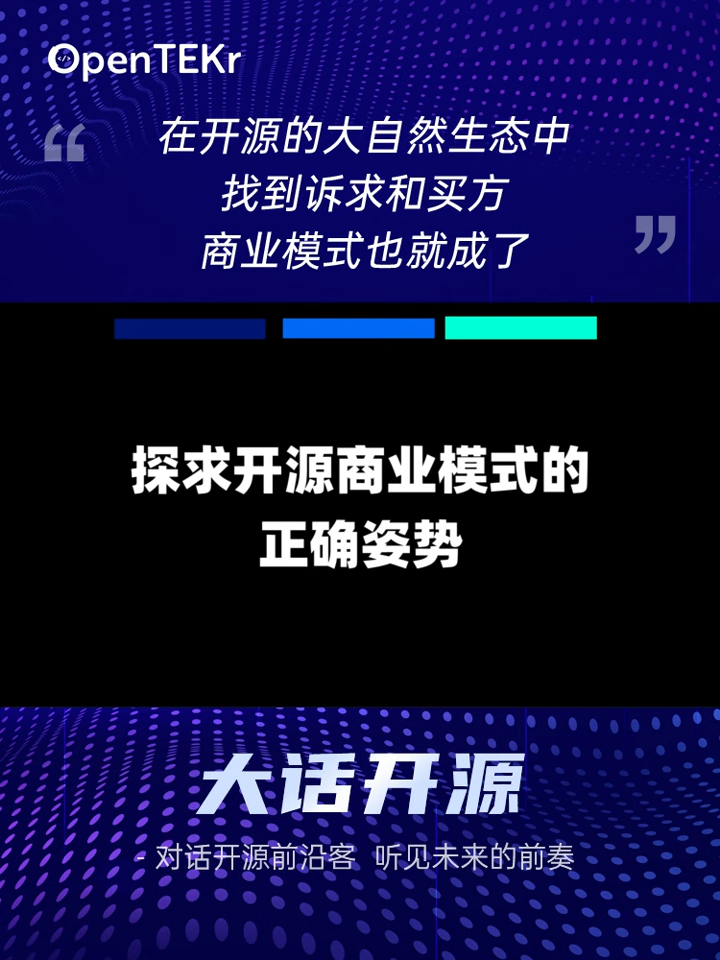 OpenTEKr
“ 在开源的大自然生态中
找到诉求和买方
商业模式也就成了 ”
探求开源商业模式的
正确姿势
大话开源
- 对话开源前沿客 听见未来的前奏